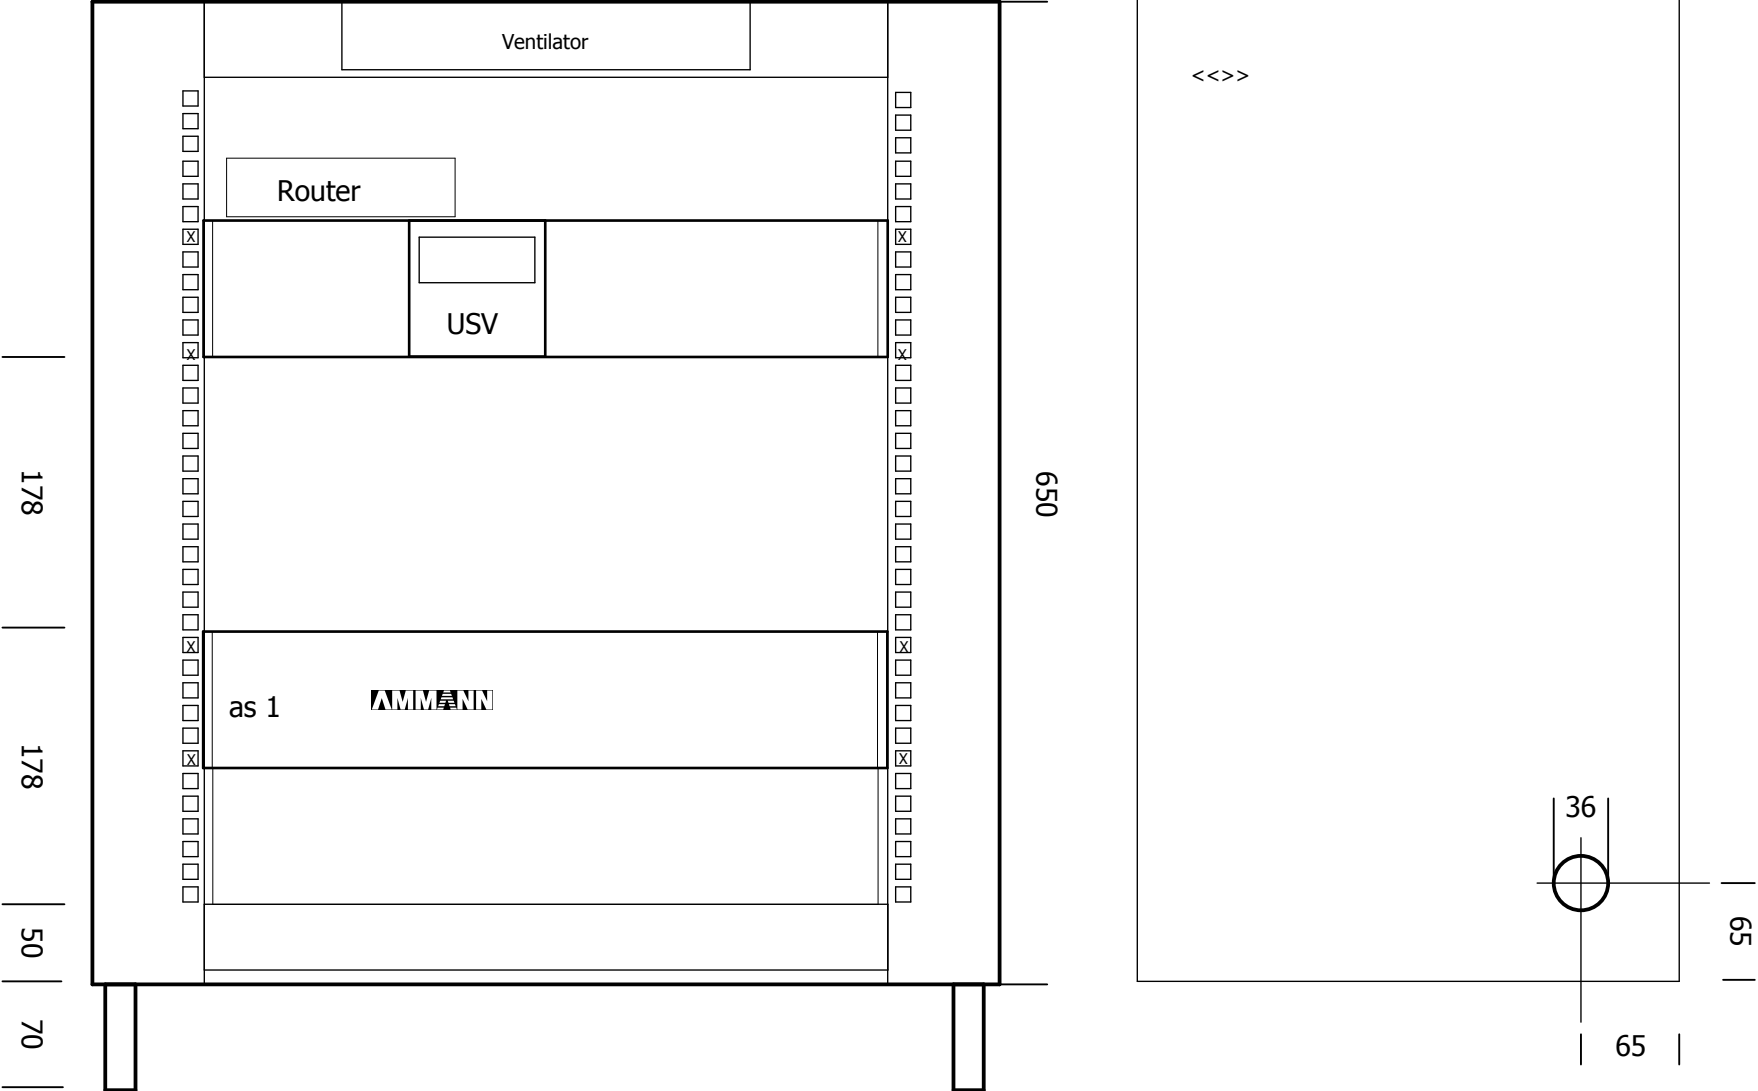 Ventilator
<<>>
Router
X
X
USV
X
X
178
650
X
X
as 1
AMMANN
X
X
178
36
50
65
70
65